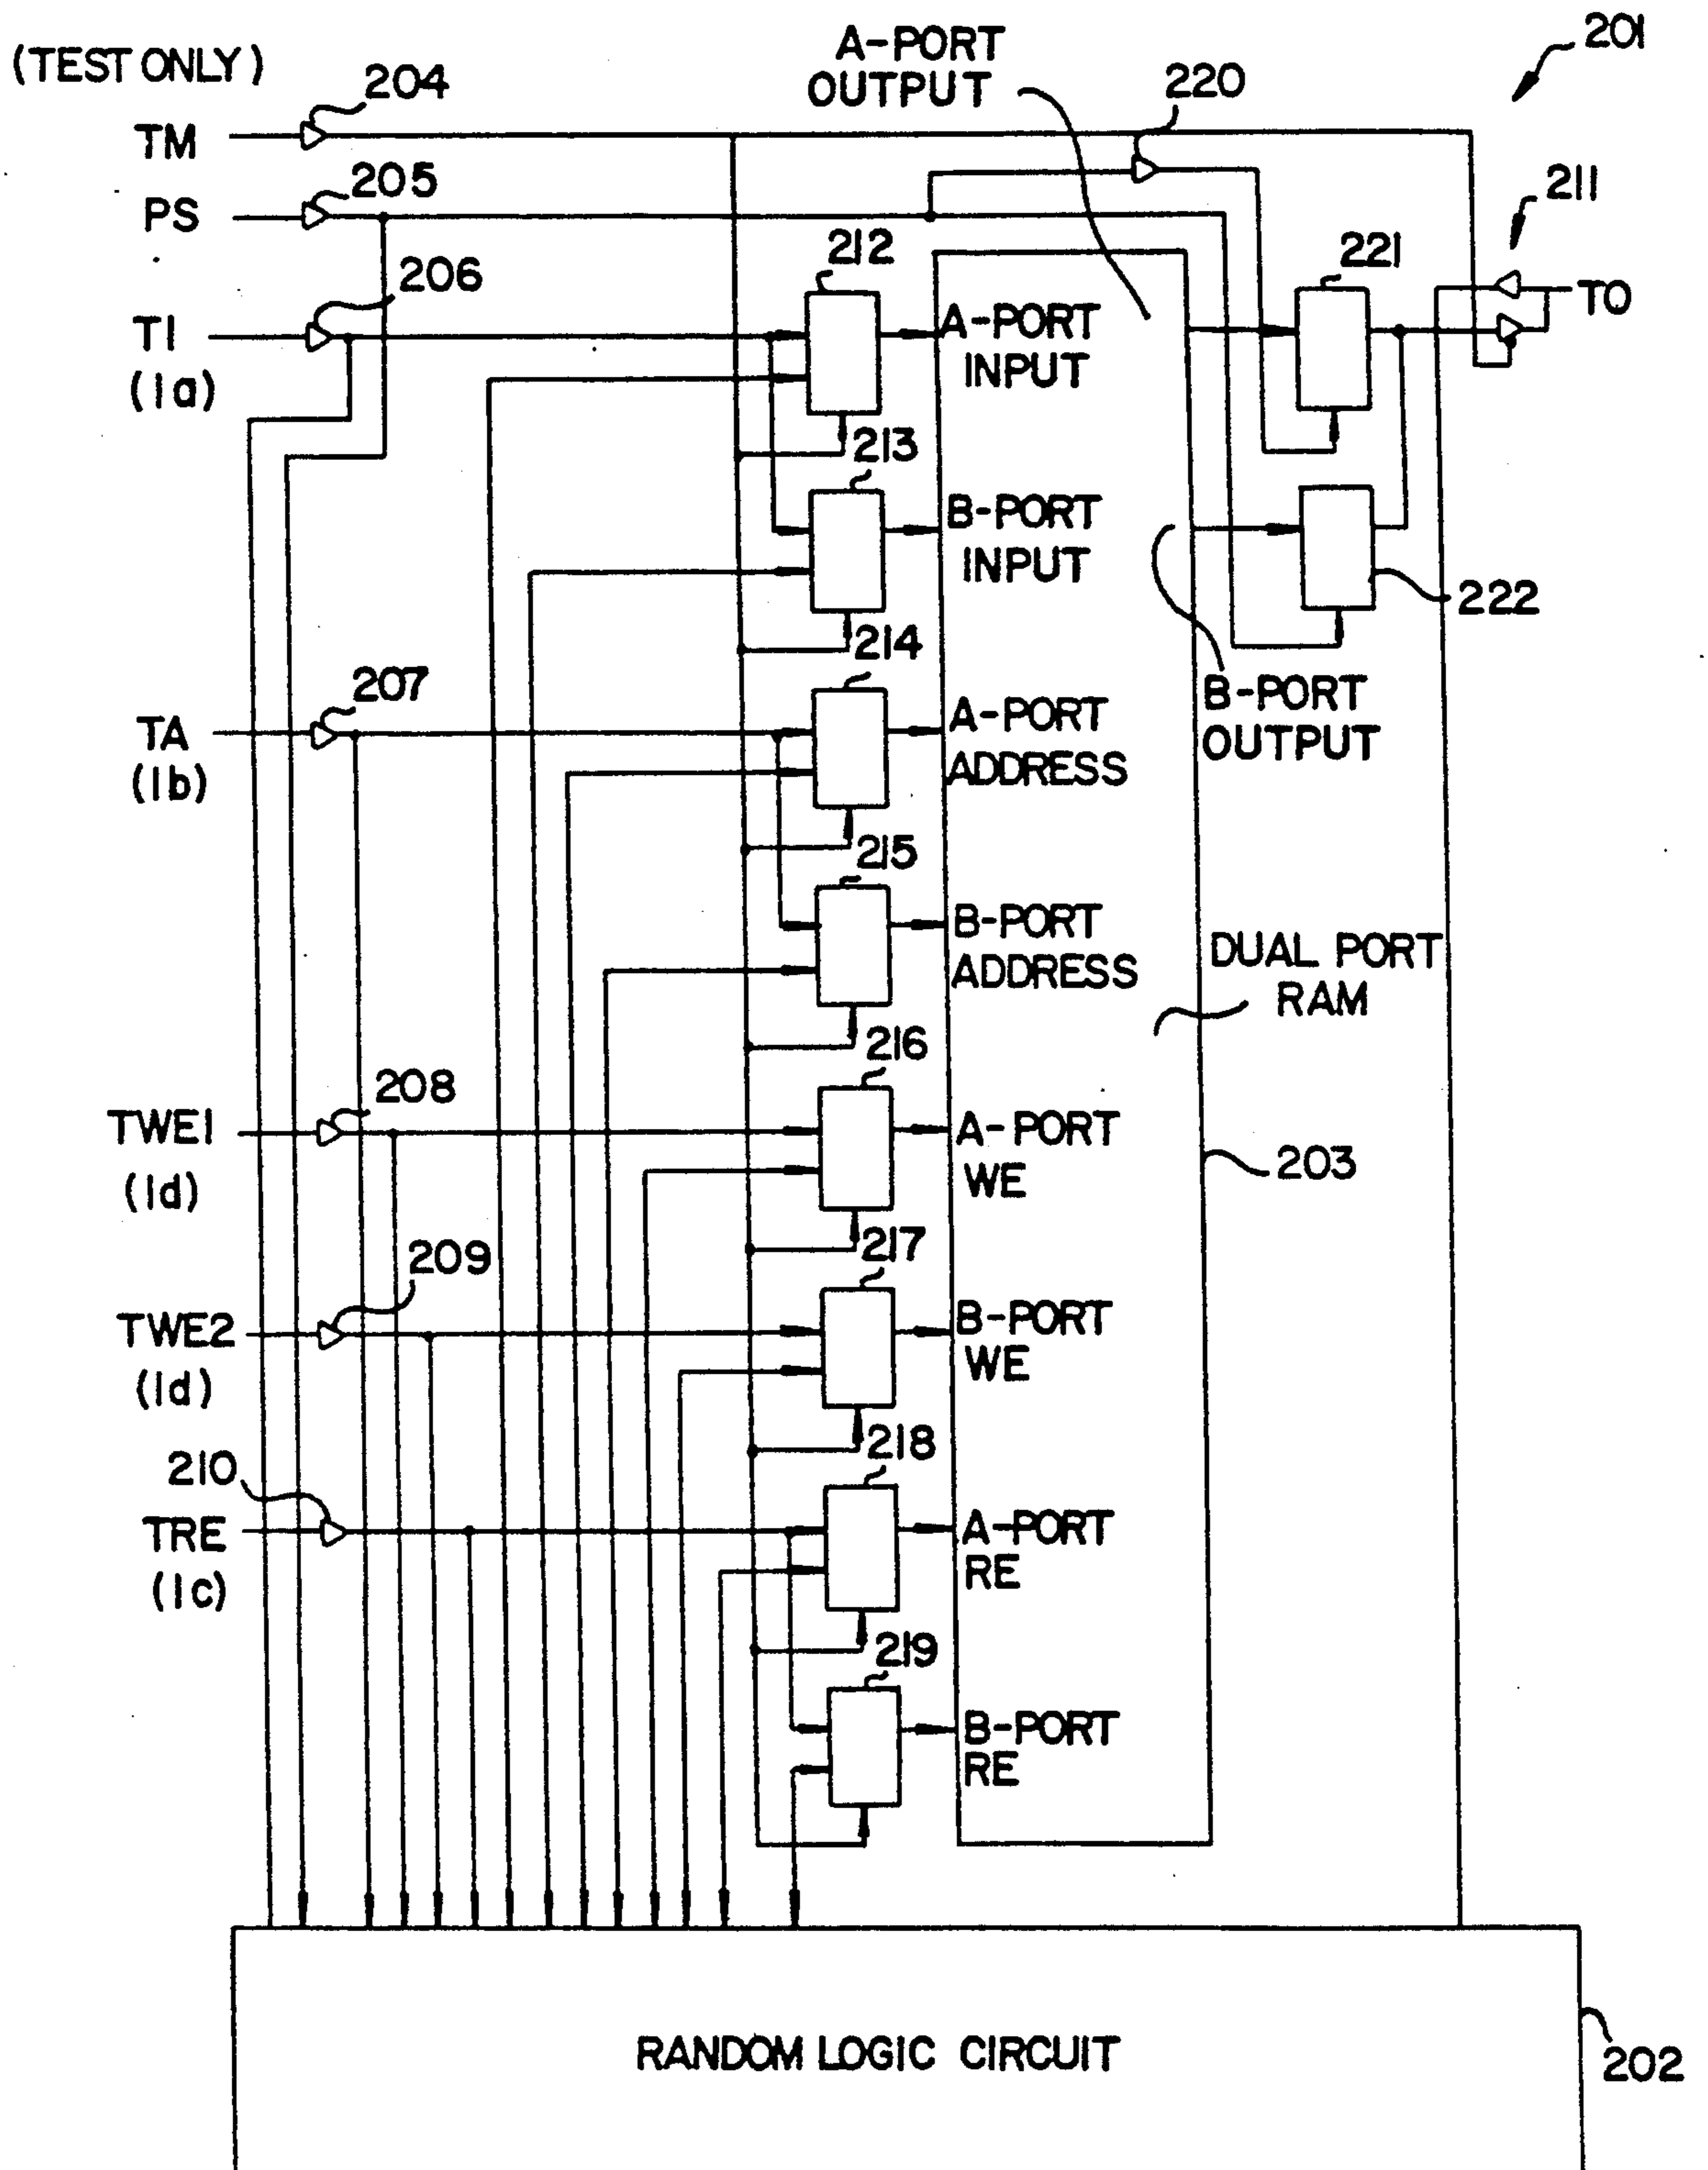 (TEST ONLY)
A-PORT
OUTPUT
201
204
TM
220
205
PS
211
206
212
221
TI
(1a)
A-PORT
INPUT
TO
213
B-PORT
INPUT
222
214
207
TA
(1b)
A-PORT
ADDRESS
B-PORT
OUTPUT
215
B-PORT
ADDRESS
DUAL PORT
RAM
216
208
TWE1
(1d)
A-PORT
WE
203
217
209
TWE2
(1d)
B-PORT
WE
218
210
TRE
(1c)
A-PORT
RE
219
B-PORT
RE
RANDOM LOGIC CIRCUIT
202